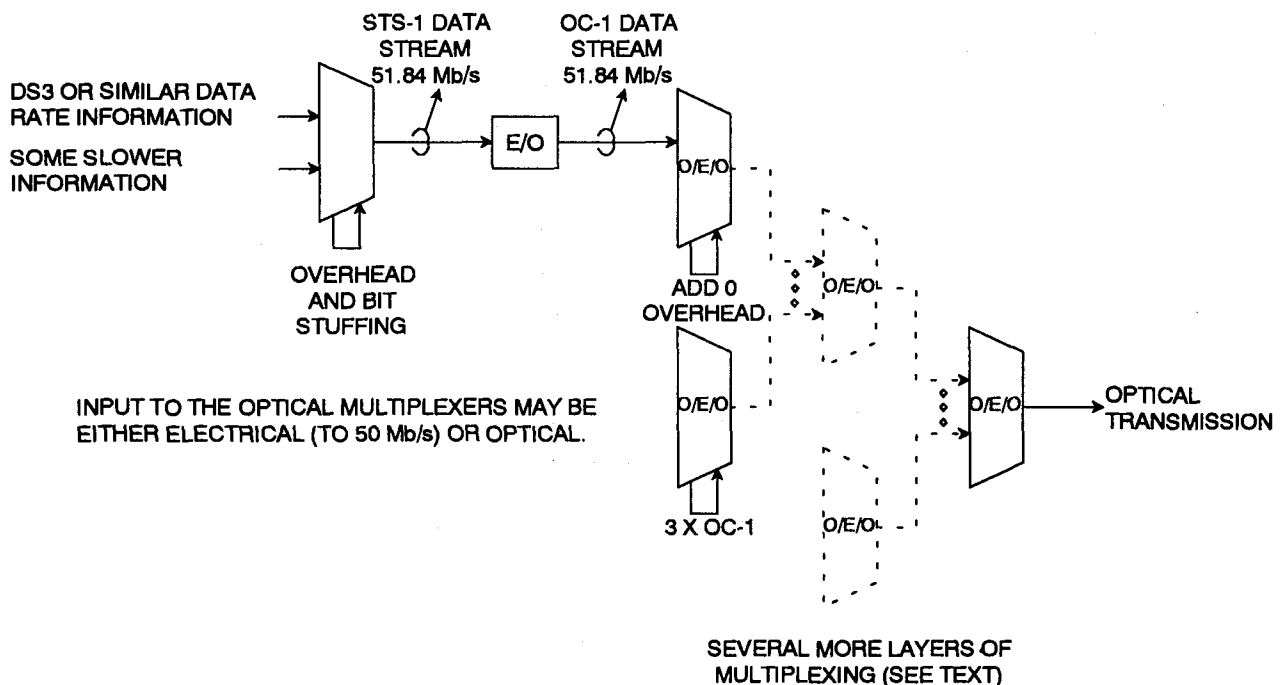 STS-1 DATA
STREAM
51.84 Mb/s
OC-1 DATA
STREAM
51.84 Mb/s
DS3 OR SIMILAR DATA
RATE INFORMATION
SOME SLOWER
INFORMATION
E/O
O/E/O
OVERHEAD
AND BIT
STUFFING
ADD 0
OVERHEAD
O/E/O
O/E/O
INPUT TO THE OPTICAL MULTIPLEXERS MAY BE
EITHER ELECTRICAL (TO 50 Mb/s) OR OPTICAL.
O/E/O
OPTICAL
TRANSMISSION
3 X OC-1
O/E/O
SEVERAL MORE LAYERS OF
MULTIPLEXING (SEE TEXT)